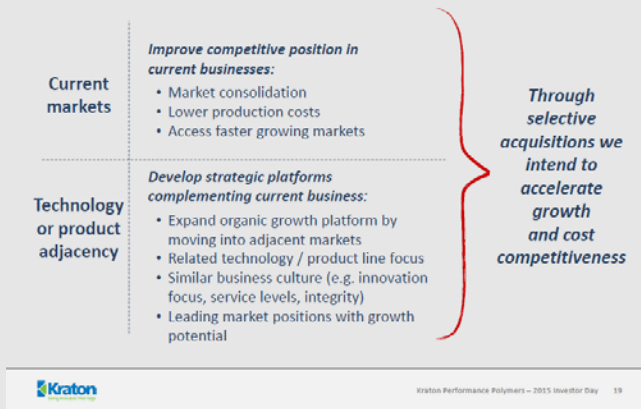 Current
markets
Improve competitive position in
current businesses:
• Market consolidation
• Lower production costs
• Access faster growing markets
Technology
or product
adjacency
Develop strategic platforms
complementing current business:
• Expand organic growth platform by
moving into adjacent markets
• Related technology / product line focus
• Similar business culture (e.g. innovation
focus, service levels, integrity)
• Leading market positions with growth
potential
Through
selective
acquisitions we
intend to
accelerate
growth
and cost
competitiveness
Kraton
Kraton Performance Polymers – 2015 Investor Day 19